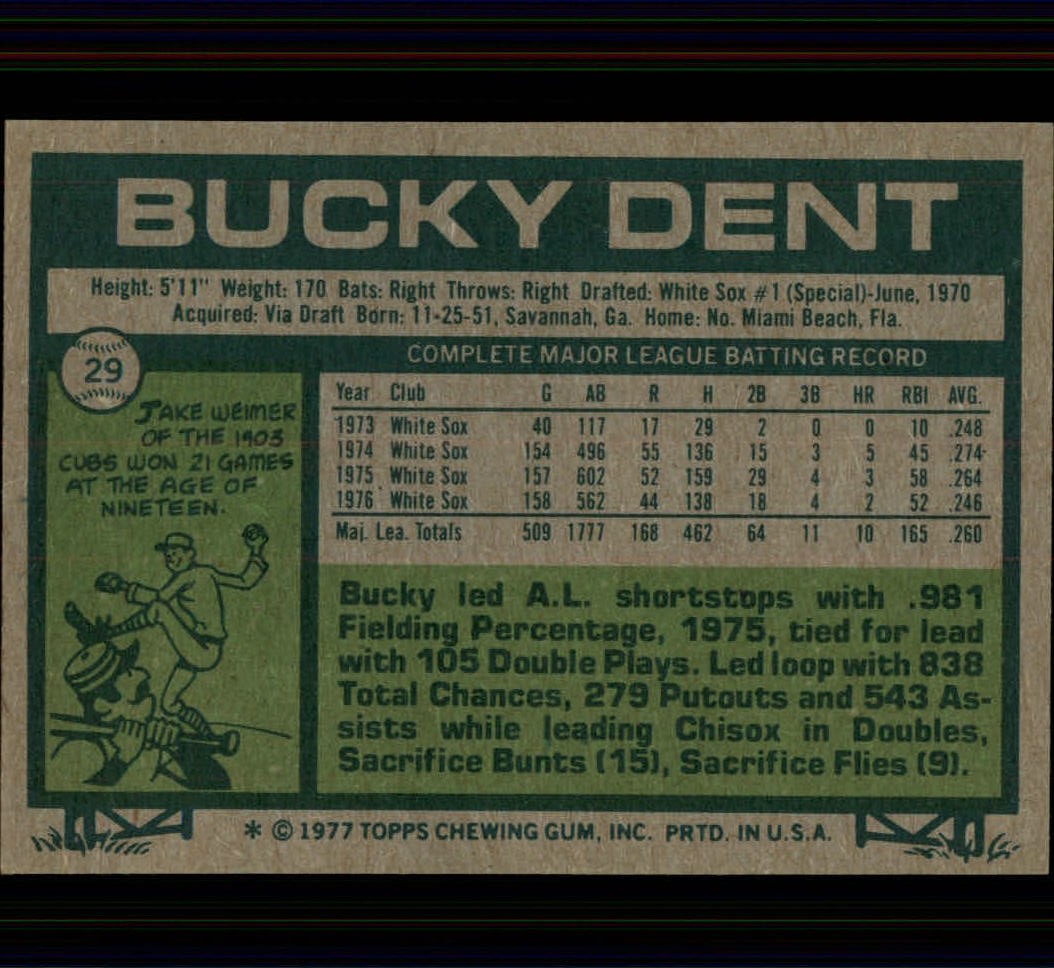 BUCKY DENT
Height: 5'11" Weight: 170 Bats: Right Throws: Right Drafted: White Sox #1 (Special)-June, 1970
Acquired: Via Draft Born: 11-25-51, Savannah, Ga. Home: No. Miami Beach, Fla.
29
COMPLETE MAJOR LEAGUE BATTING RECORD
JAKE WEIMER
OF THE 1903
CUBS WON 21 GAMES
AT THE AGE OF
NINETEEN.
Year Club G AB R H 2B 3B HR RBI AVG.
1973 White Sox 40 117 17 29 2 0 0 10 .248
1974 White Sox 154 496 55 136 15 3 5 45 .274
1975 White Sox 157 602 52 159 29 4 3 58 .264
1976 White Sox 158 562 44 138 18 4 2 52 .246
Maj. Lea. Totals 509 1777 168 462 64 11 10 165 .260
Bucky led A.L. shortstops with .981
Fielding Percentage, 1975, tied for lead
with 105 Double Plays. Led loop with 838
Total Chances, 279 Putouts and 543 As-
sists while leading Chisox in Doubles,
Sacrifice Bunts (15), Sacrifice Flies (9).
* © 1977 TOPPS CHEWING GUM, INC. PRTD. IN U.S.A.